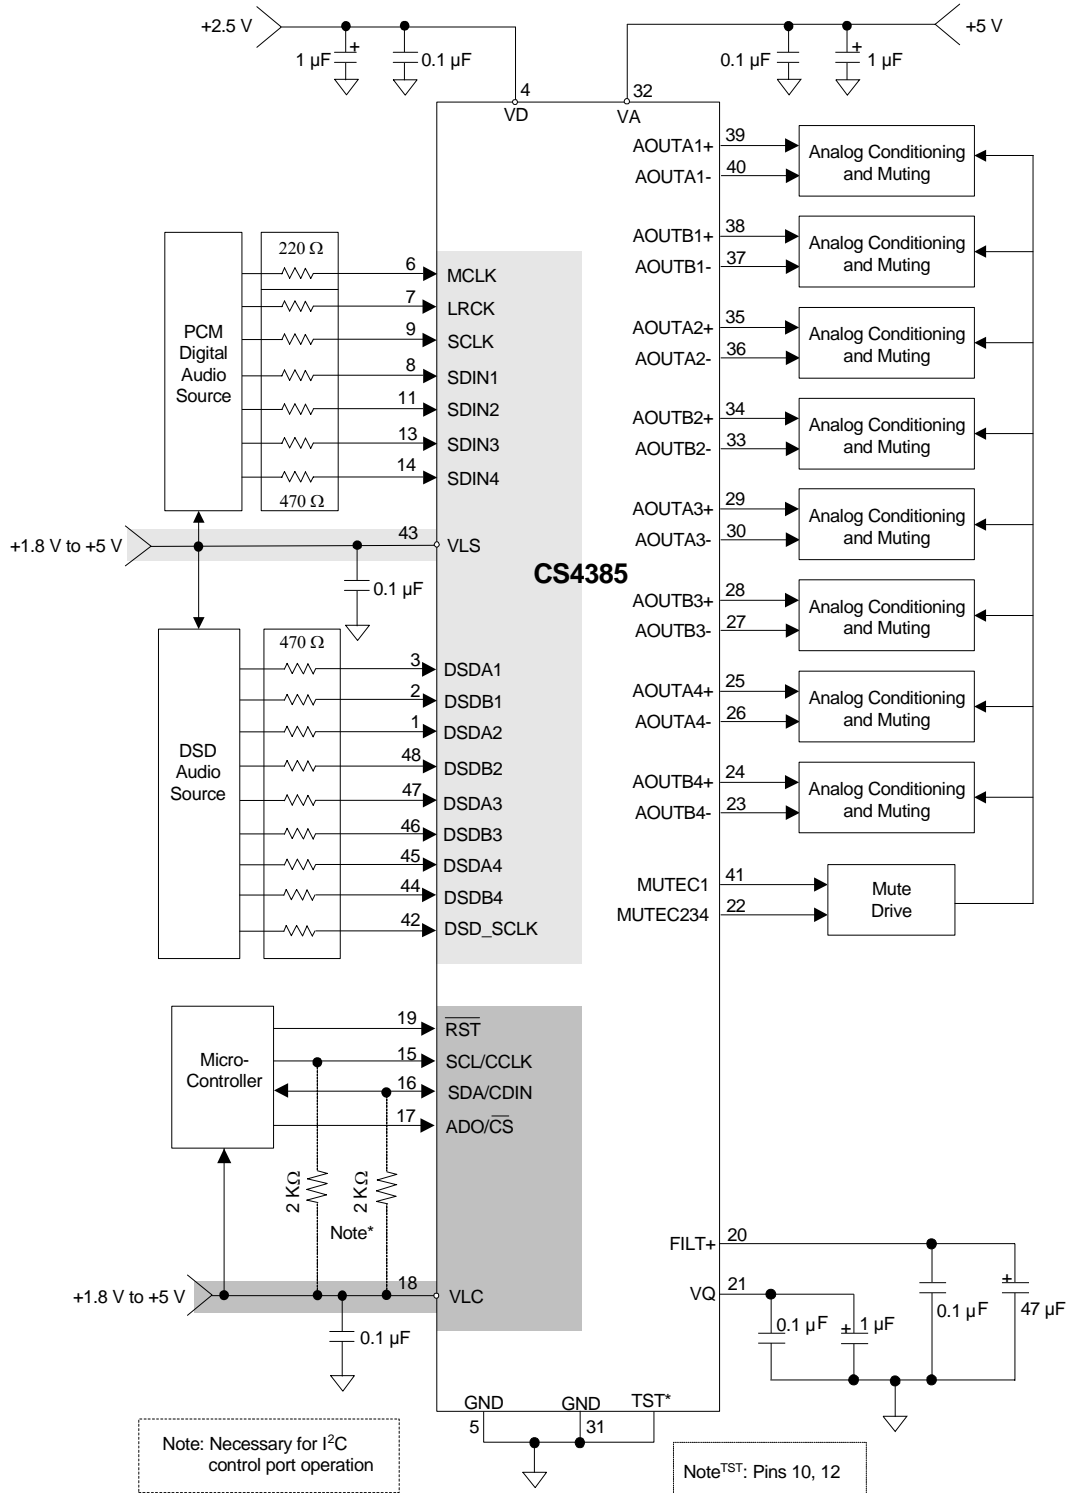 +2.5 V
+5 V
1 µF
+
0.1 µF
0.1 µF
+
1 µF
4
32
VD
VA
AOUTA1+
39
Analog Conditioning
and Muting
AOUTA1-
40
AOUTB1+
38
Analog Conditioning
and Muting
AOUTB1-
37
AOUTA2+
35
Analog Conditioning
and Muting
AOUTA2-
36
AOUTB2+
34
Analog Conditioning
and Muting
AOUTB2-
33
AOUTA3+
29
Analog Conditioning
and Muting
AOUTA3-
30
AOUTB3+
28
Analog Conditioning
and Muting
AOUTB3-
27
AOUTA4+
25
Analog Conditioning
and Muting
AOUTA4-
26
AOUTB4+
24
Analog Conditioning
and Muting
AOUTB4-
23
MUTEC1
41
MUTEC234
22
Mute
Drive
PCM
Digital
Audio
Source
220 Ω
6
MCLK
7
LRCK
9
SCLK
8
SDIN1
11
SDIN2
13
SDIN3
14
SDIN4
470 Ω
+1.8 V to +5 V
43
VLS
0.1 µF
CS4385
DSD
Audio
Source
470 Ω
3
DSDA1
2
DSDB1
1
DSDA2
48
DSDB2
47
DSDA3
46
DSDB3
45
DSDA4
44
DSDB4
42
DSD_SCLK
Micro-
Controller
19
RST
15
SCL/CCLK
16
SDA/CDIN
17
ADO/CS
2 KΩ
2 KΩ
Note*
+1.8 V to +5 V
18
VLC
0.1 µF
FILT+
20
VQ
21
0.1 µF
+
1 µF
0.1 µF
+
47 µF
GND
5
GND
31
TST*
Note: Necessary for I²C
control port operation
Note^TST: Pins 10, 12